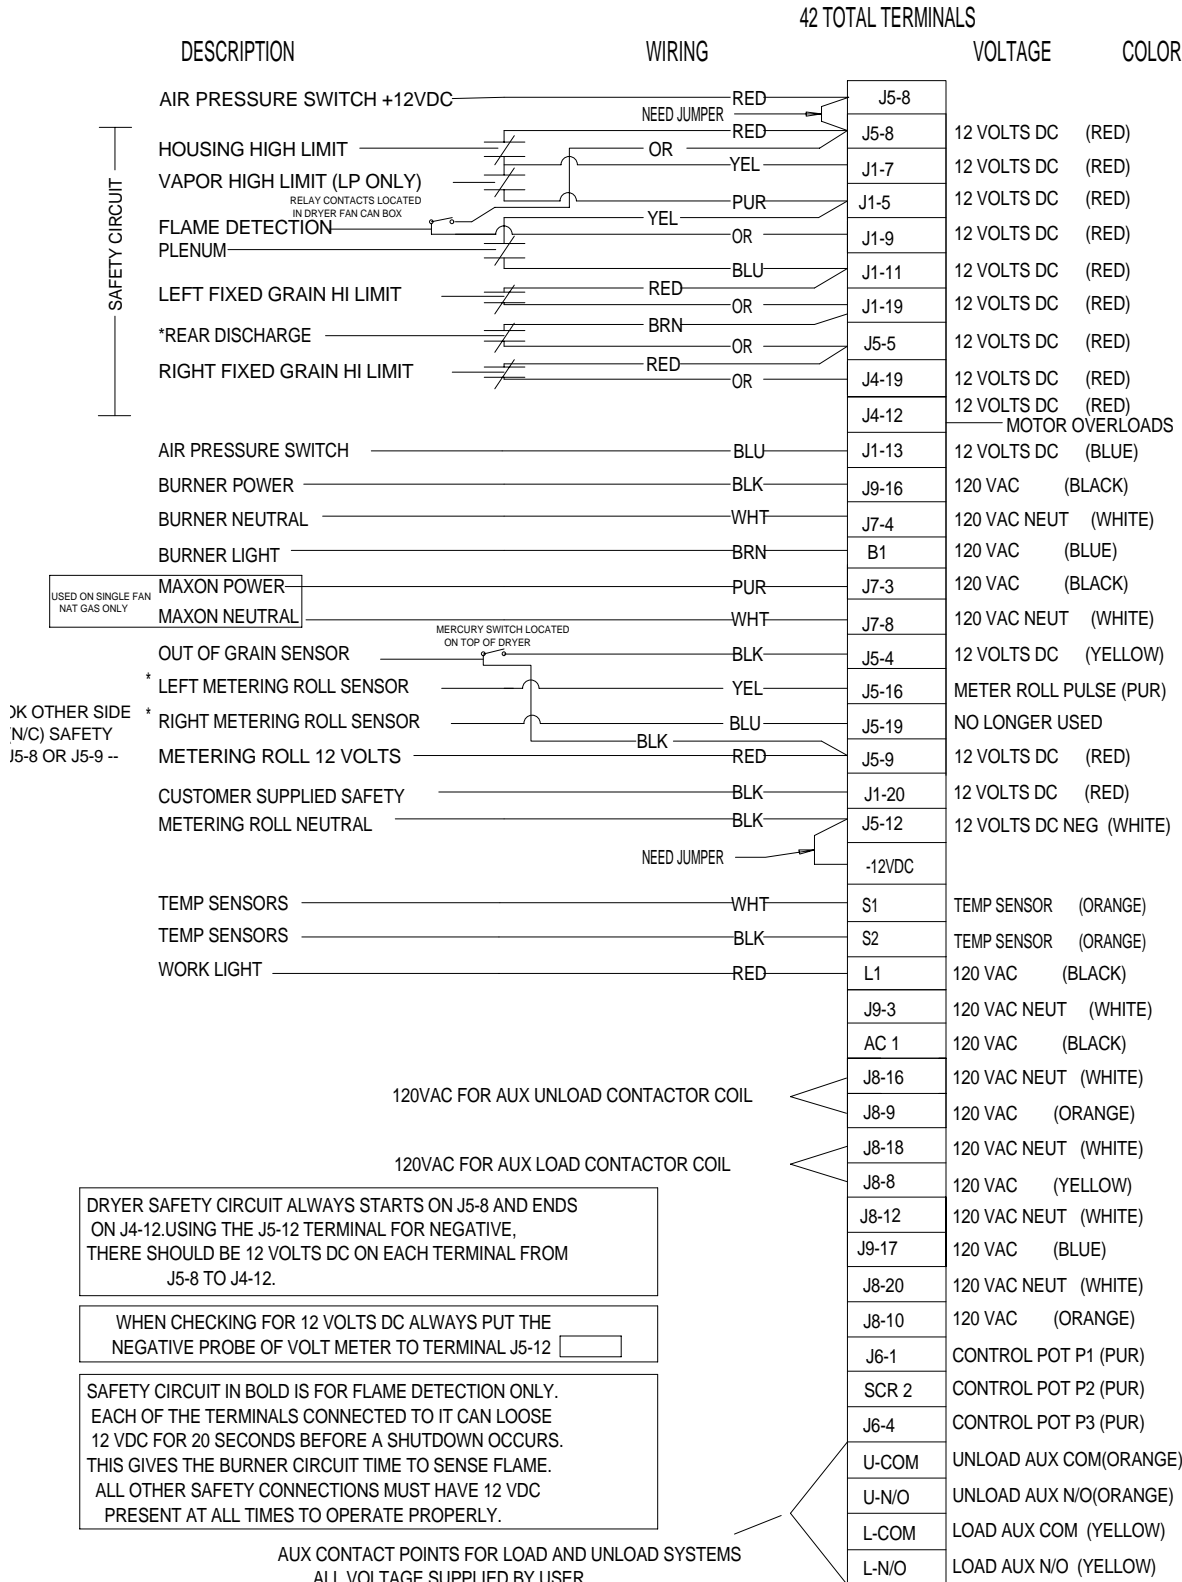 42 TOTAL TERMINALS
DESCRIPTION WIRING VOLTAGE COLOR
AIR PRESSURE SWITCH +12VDC RED J5-8
NEED JUMPER
RED J5-8 12 VOLTS DC (RED)
HOUSING HIGH LIMIT OR
YEL J1-7 12 VOLTS DC (RED)
VAPOR HIGH LIMIT (LP ONLY)
RELAY CONTACTS LOCATED
IN DRYER FAN CAN BOX
PUR J1-5 12 VOLTS DC (RED)
YEL
FLAME DETECTION
OR J1-9 12 VOLTS DC (RED)
PLENUM
BLU J1-11 12 VOLTS DC (RED)
SAFETY CIRCUIT
LEFT FIXED GRAIN HI LIMIT RED
OR J1-19 12 VOLTS DC (RED)
*REAR DISCHARGE BRN
OR J5-5 12 VOLTS DC (RED)
RIGHT FIXED GRAIN HI LIMIT RED
OR J4-19 12 VOLTS DC (RED)
J4-12 12 VOLTS DC (RED)
MOTOR OVERLOADS
AIR PRESSURE SWITCH BLU J1-13 12 VOLTS DC (BLUE)
BURNER POWER BLK J9-16 120 VAC (BLACK)
BURNER NEUTRAL WHT J7-4 120 VAC NEUT (WHITE)
BURNER LIGHT BRN B1 120 VAC (BLUE)
USED ON SINGLE FAN
NAT GAS ONLY
MAXON POWER PUR J7-3 120 VAC (BLACK)
MAXON NEUTRAL WHT J7-8 120 VAC NEUT (WHITE)
MERCURY SWITCH LOCATED
ON TOP OF DRYER
OUT OF GRAIN SENSOR BLK J5-4 12 VOLTS DC (YELLOW)
* LEFT METERING ROLL SENSOR YEL J5-16 METER ROLL PULSE (PUR)
OK OTHER SIDE
(N/C) SAFETY
J5-8 OR J5-9 --
* RIGHT METERING ROLL SENSOR BLU J5-19 NO LONGER USED
BLK
METERING ROLL 12 VOLTS RED J5-9 12 VOLTS DC (RED)
CUSTOMER SUPPLIED SAFETY BLK J1-20 12 VOLTS DC (RED)
METERING ROLL NEUTRAL BLK J5-12 12 VOLTS DC NEG (WHITE)
NEED JUMPER -12VDC
TEMP SENSORS WHT S1 TEMP SENSOR (ORANGE)
TEMP SENSORS BLK S2 TEMP SENSOR (ORANGE)
WORK LIGHT RED L1 120 VAC (BLACK)
J9-3 120 VAC NEUT (WHITE)
AC 1 120 VAC (BLACK)
J8-16 120 VAC NEUT (WHITE)
120VAC FOR AUX UNLOAD CONTACTOR COIL
J8-9 120 VAC (ORANGE)
J8-18 120 VAC NEUT (WHITE)
120VAC FOR AUX LOAD CONTACTOR COIL
J8-8 120 VAC (YELLOW)
J8-12 120 VAC NEUT (WHITE)
J9-17 120 VAC (BLUE)
J8-20 120 VAC NEUT (WHITE)
J8-10 120 VAC (ORANGE)
J6-1 CONTROL POT P1 (PUR)
SCR 2 CONTROL POT P2 (PUR)
J6-4 CONTROL POT P3 (PUR)
U-COM UNLOAD AUX COM(ORANGE)
U-N/O UNLOAD AUX N/O(ORANGE)
L-COM LOAD AUX COM (YELLOW)
L-N/O LOAD AUX N/O (YELLOW)
DRYER SAFETY CIRCUIT ALWAYS STARTS ON J5-8 AND ENDS
ON J4-12.USING THE J5-12 TERMINAL FOR NEGATIVE,
THERE SHOULD BE 12 VOLTS DC ON EACH TERMINAL FROM
J5-8 TO J4-12.
WHEN CHECKING FOR 12 VOLTS DC ALWAYS PUT THE
NEGATIVE PROBE OF VOLT METER TO TERMINAL J5-12
SAFETY CIRCUIT IN BOLD IS FOR FLAME DETECTION ONLY.
EACH OF THE TERMINALS CONNECTED TO IT CAN LOOSE
12 VDC FOR 20 SECONDS BEFORE A SHUTDOWN OCCURS.
THIS GIVES THE BURNER CIRCUIT TIME TO SENSE FLAME.
ALL OTHER SAFETY CONNECTIONS MUST HAVE 12 VDC
PRESENT AT ALL TIMES TO OPERATE PROPERLY.
AUX CONTACT POINTS FOR LOAD AND UNLOAD SYSTEMS
ALL VOLTAGE SUPPLIED BY USER